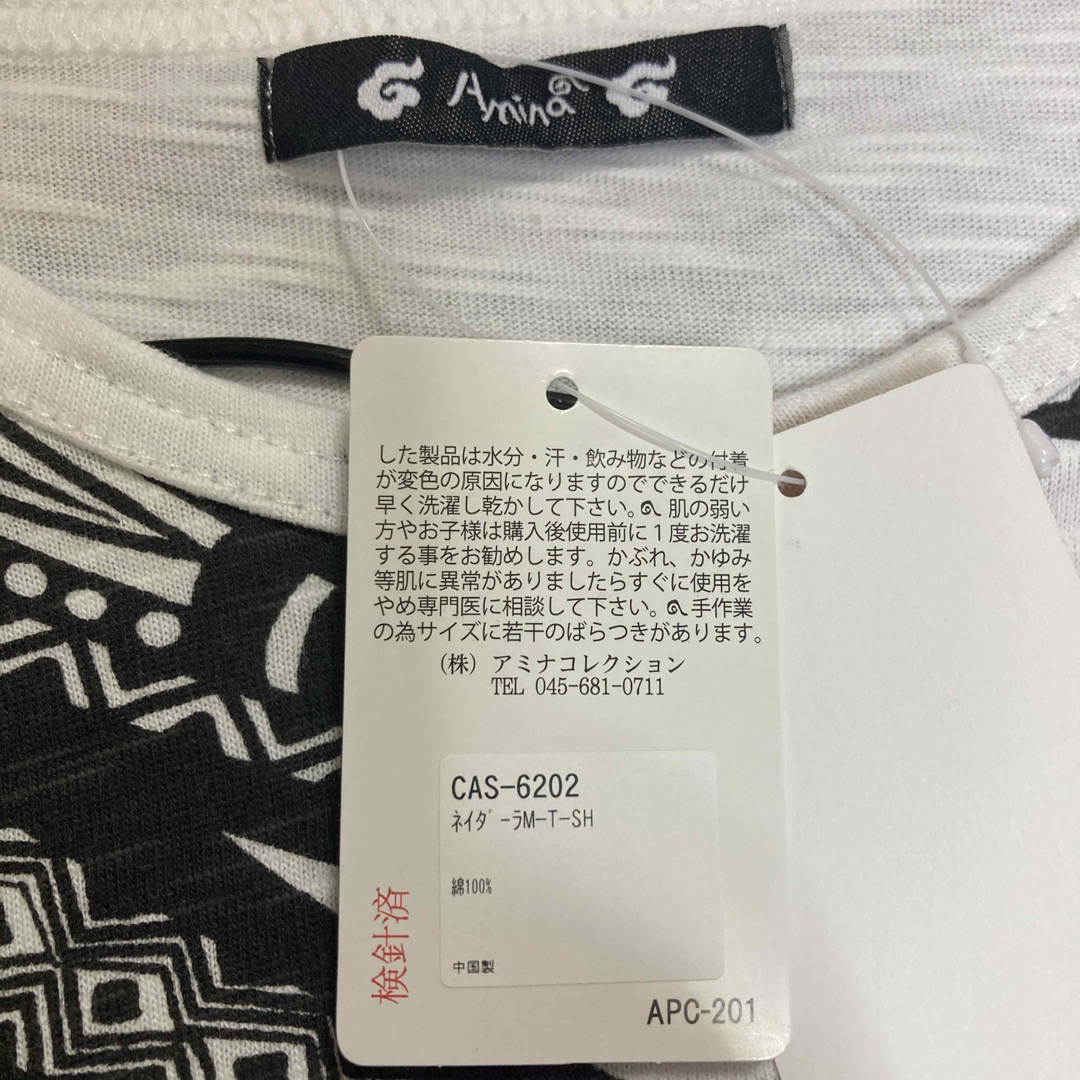 Amina
した製品は水分・汗・飲み物などの付着
が変色の原因になりますのでできるだけ
早く洗濯し乾かして下さい。肌の弱い
方やお子様は購入後使用前に１度お洗濯
する事をお勧めします。かぶれ、かゆみ
等肌に異常がありましたらすぐに使用を
やめ専門医に相談して下さい。手作業
の為サイズに若干のばらつきがあります。
（株）アミナコレクション
TEL 045-681-0711
CAS-6202
ﾈｲﾀﾞｰﾗM-T-SH
綿100%
中国製
検針済
APC-201